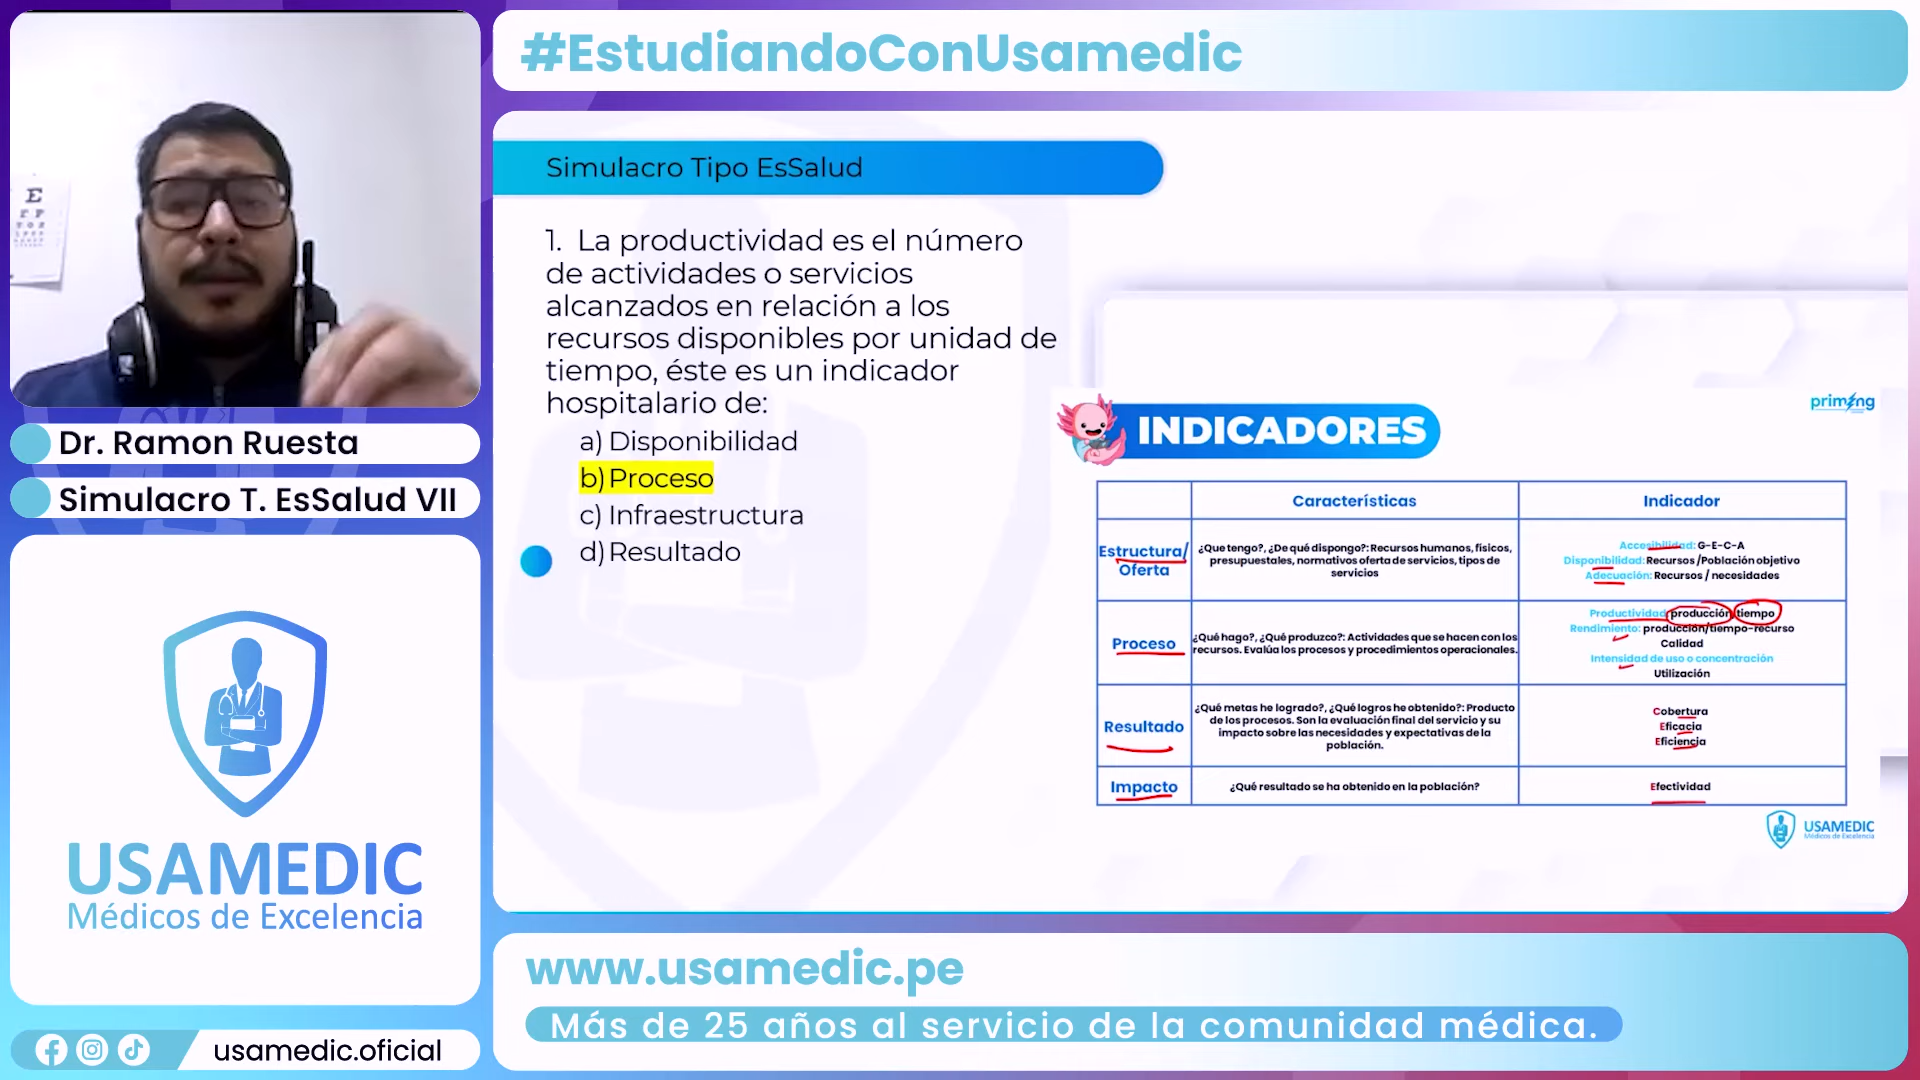 #EstudiandoConUsamedic
E
Dr. Ramon Ruesta
Simulacro T. EsSalud VII
USAMEDIC
Médicos de Excelencia
usamedic.oficial
Simulacro Tipo EsSalud
1. La productividad es el número
de actividades o servicios
alcanzados en relación a los
recursos disponibles por unidad de
tiempo, éste es un indicador
hospitalario de:
a) Disponibilidad
b) Proceso
c) Infraestructura
d) Resultado
priming
INDICADORES
Características
Indicador
Estructura/
Oferta
¿Que tengo?, ¿De qué dispongo?: Recursos humanos, físicos,
presupuestales, normativos oferta de servicios, tipos de
servicios
Accesibilidad: G-E-C-A
Disponibilidad: Recursos /Población objetivo
Adecuación: Recursos / necesidades
Proceso
¿Qué hago?, ¿Qué produzco?: Actividades que se hacen con los
recursos. Evalúa los procesos y procedimientos operacionales.
Productividad: producción/tiempo
Rendimiento: producción/tiempo-recurso
Calidad
Intensidad de uso o concentración
Utilización
Resultado
¿Qué metas he logrado?, ¿Qué logros he obtenido?: Producto
de los procesos. Son la evaluación final del servicio y su
impacto sobre las necesidades y expectativas de la
población.
Cobertura
Eficacia
Eficiencia
Impacto
¿Qué resultado se ha obtenido en la población?
Efectividad
USAMEDIC
Médicos de Excelencia
www.usamedic.pe
Más de 25 años al servicio de la comunidad médica.